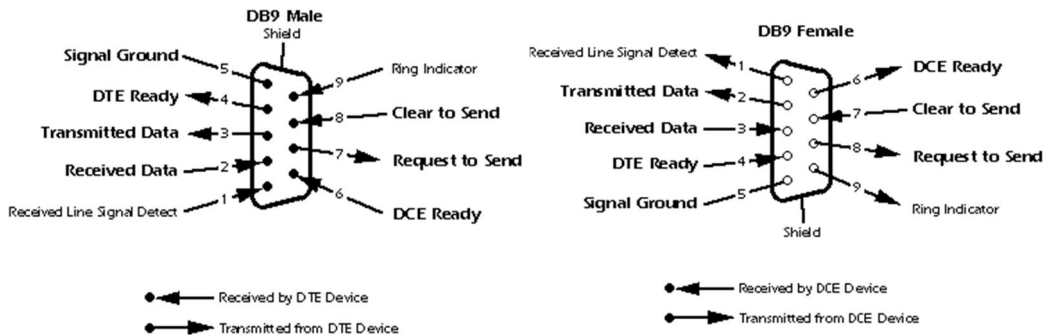 DB9 Male
Shield
Signal Ground
5
9
Ring Indicator
DTE Ready
4
8
Clear to Send
Transmitted Data
3
7
Request to Send
Received Data
2
6
DCE Ready
Received Line Signal Detect
1
Received by DTE Device
Transmitted from DTE Device
DB9 Female
Received Line Signal Detect
1
6
DCE Ready
Transmitted Data
2
7
Clear to Send
Received Data
3
8
Request to Send
DTE Ready
4
9
Ring Indicator
Signal Ground
5
Shield
Received by DCE Device
Transmitted from DCE Device